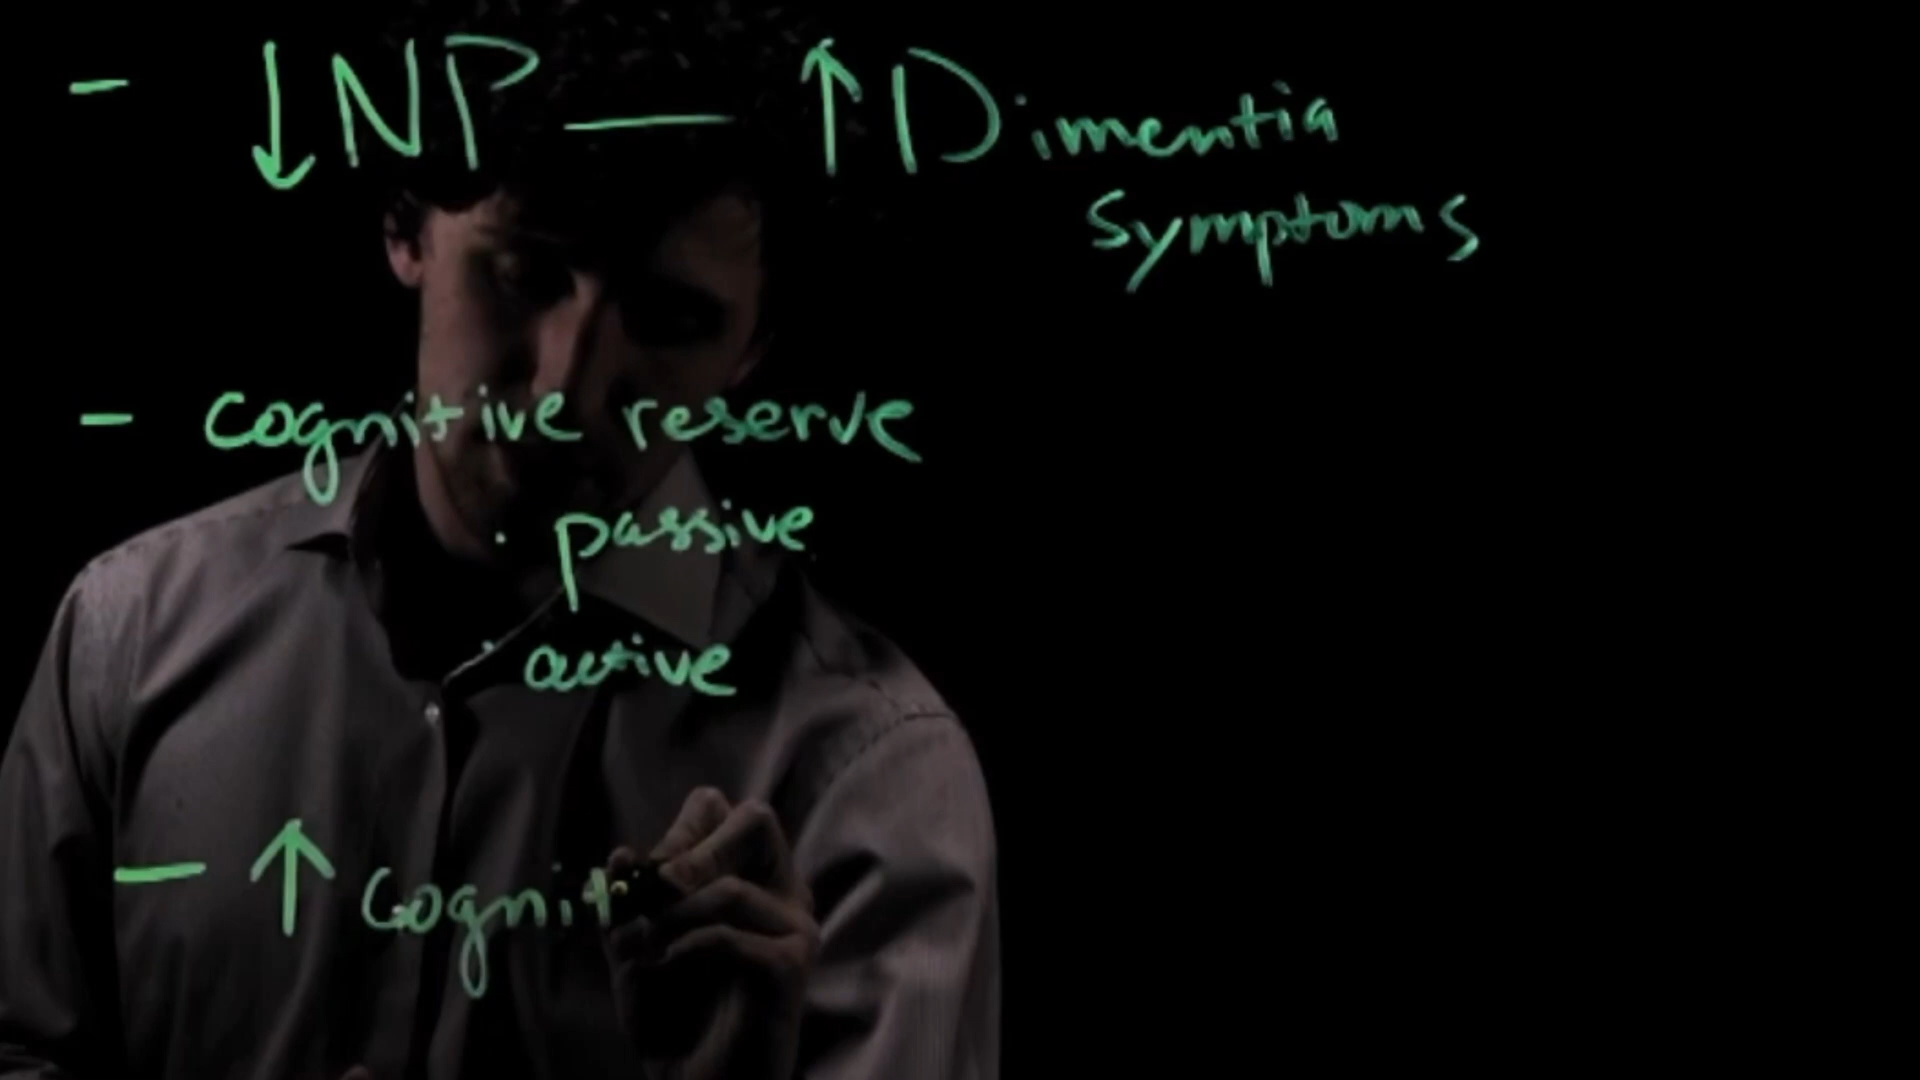 - ↓ NP — ↑ Dimentia
symptoms
- cognitive reserve
· passive
· active
- ↑ cognit